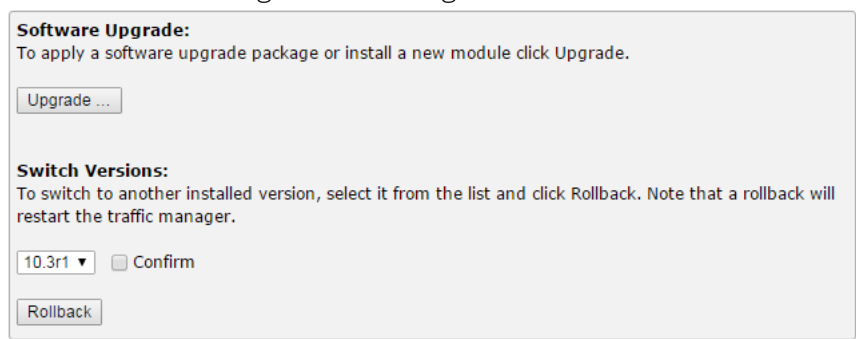 Software Upgrade:
To apply a software upgrade package or install a new module click Upgrade.
Upgrade ...
Switch Versions:
To switch to another installed version, select it from the list and click Rollback. Note that a rollback will
restart the traffic manager.
10.3r1 ▼ Confirm
Rollback